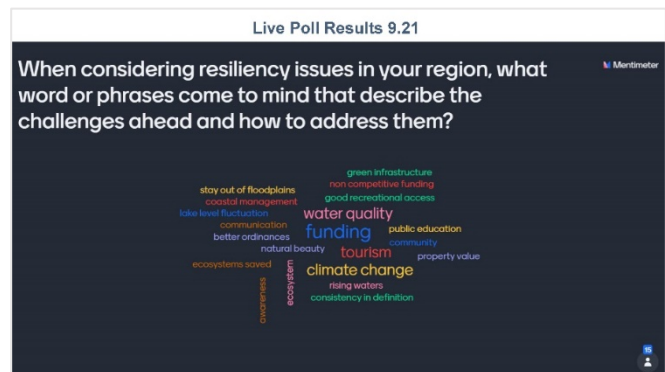 Live Poll Results 9.21
When considering resiliency issues in your region, what
word or phrases come to mind that describe the
challenges ahead and how to address them?
Mentimeter
green infrastructure
non competitive funding
stay out of floodplains
good recreational access
coastal management
lake level fluctuation
water quality
communication
funding
public education
better ordinances
community
natural beauty
tourism
property value
ecosystems saved
climate change
ecosystem
rising waters
awareness
consistency in definition
15